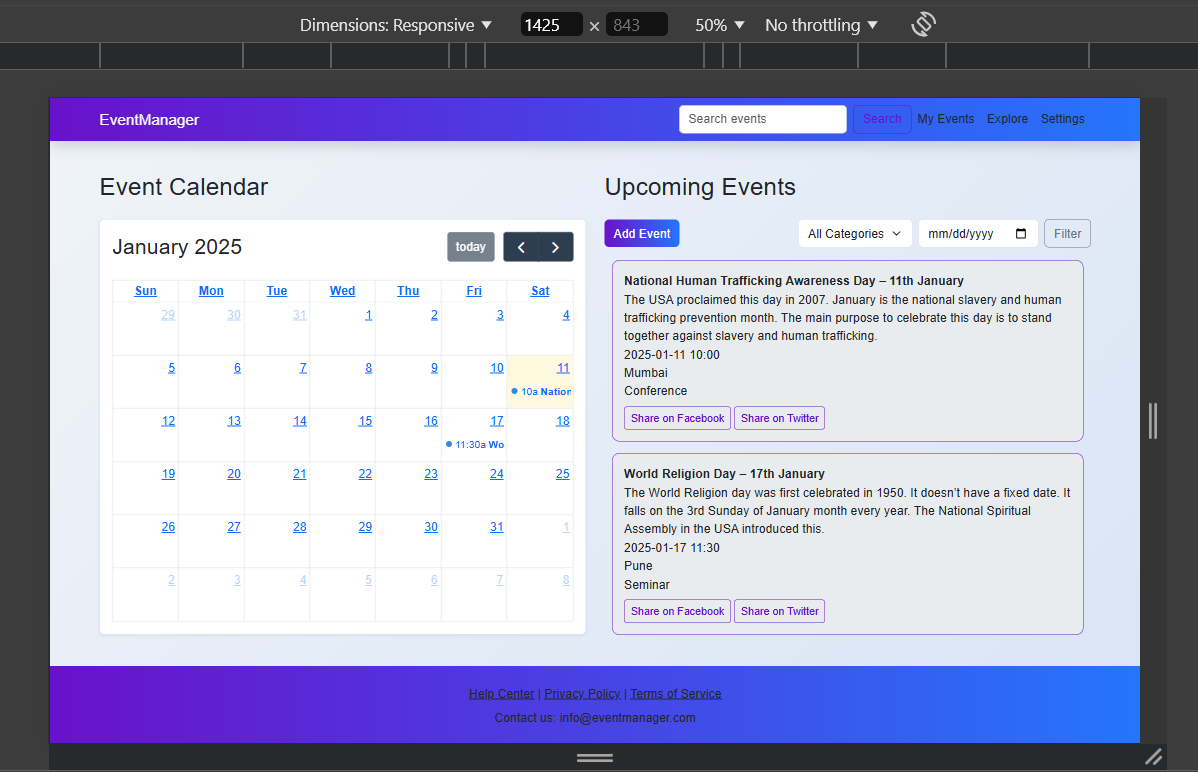 Dimensions: Responsive ▼ 1425 × 843 50% ▼ No throttling ▼
EventManager Search events Search My Events Explore Settings
Event Calendar
January 2025 today
Sun Mon Tue Wed Thu Fri Sat
29 30 31 1 2 3 4
5 6 7 8 9 10 11
10a Nation
12 13 14 15 16 17 18
11:30a Wo
19 20 21 22 23 24 25
26 27 28 29 30 31 1
2 3 4 5 6 7 8
Upcoming Events
Add Event All Categories mm/dd/yyyy Filter
National Human Trafficking Awareness Day – 11th January
The USA proclaimed this day in 2007. January is the national slavery and human
trafficking prevention month. The main purpose to celebrate this day is to stand
together against slavery and human trafficking.
2025-01-11 10:00
Mumbai
Conference
Share on Facebook Share on Twitter
World Religion Day – 17th January
The World Religion day was first celebrated in 1950. It doesn’t have a fixed date. It
falls on the 3rd Sunday of January month every year. The National Spiritual
Assembly in the USA introduced this.
2025-01-17 11:30
Pune
Seminar
Share on Facebook Share on Twitter
Help Center | Privacy Policy | Terms of Service
Contact us: info@eventmanager.com